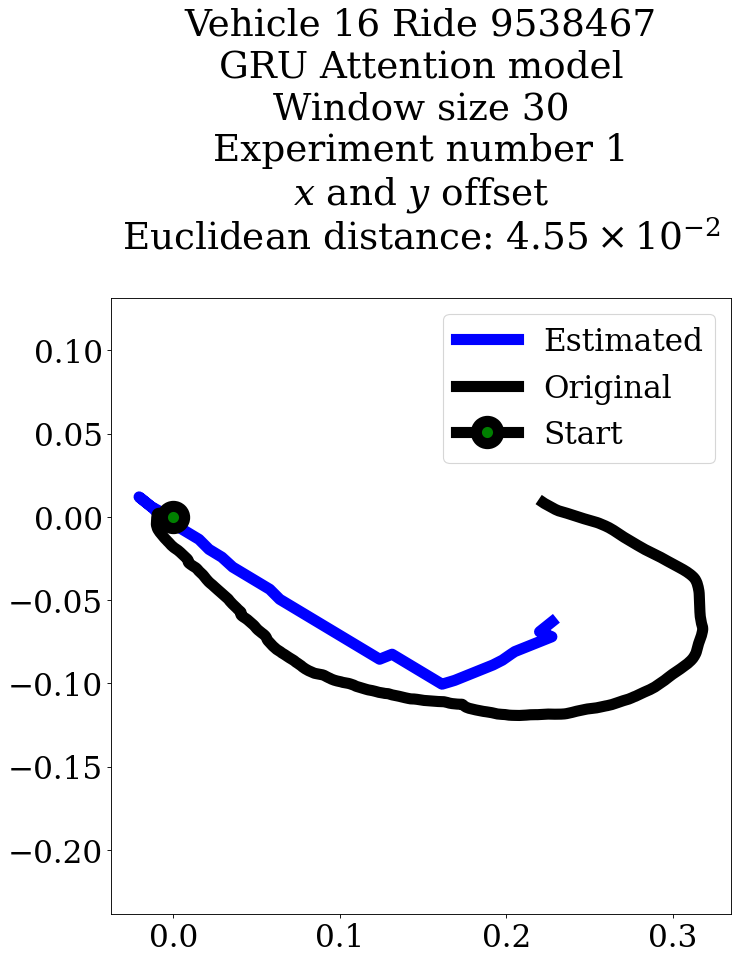 Vehicle 16 Ride 9538467
GRU Attention model
Window size 30
Experiment number 1
x and y offset
Euclidean distance: 4.55 × 10⁻²
Estimated
Original
Start
0.10
0.05
0.00
−0.05
−0.10
−0.15
−0.20
0.0 0.1 0.2 0.3